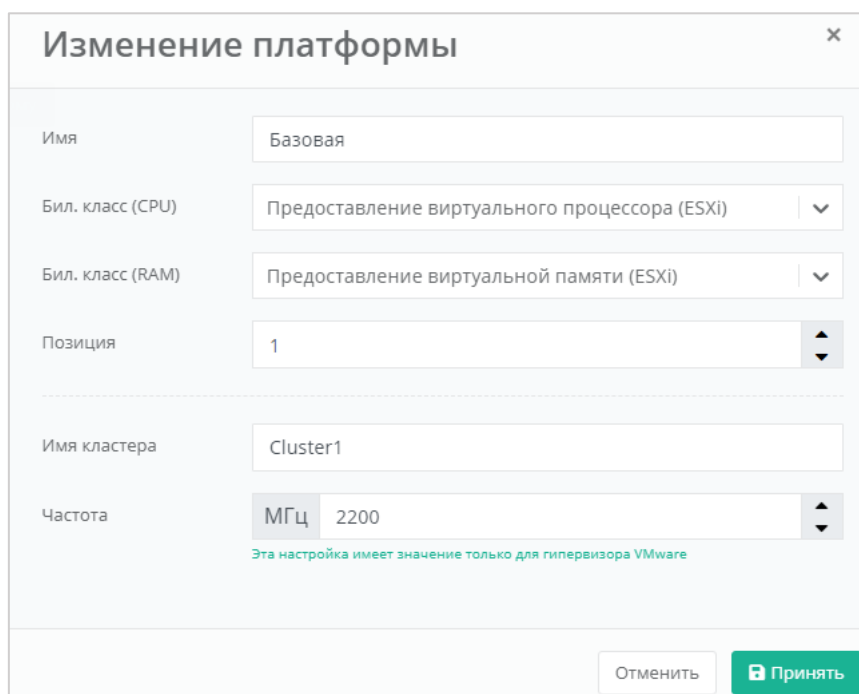 Изменение платформы
×
Имя Базовая
Бил. класс (CPU) Предоставление виртуального процессора (ESXi)
Бил. класс (RAM) Предоставление виртуальной памяти (ESXi)
Позиция 1
Имя кластера Cluster1
Частота МГц 2200
Эта настройка имеет значение только для гипервизора VMware
Отменить Принять